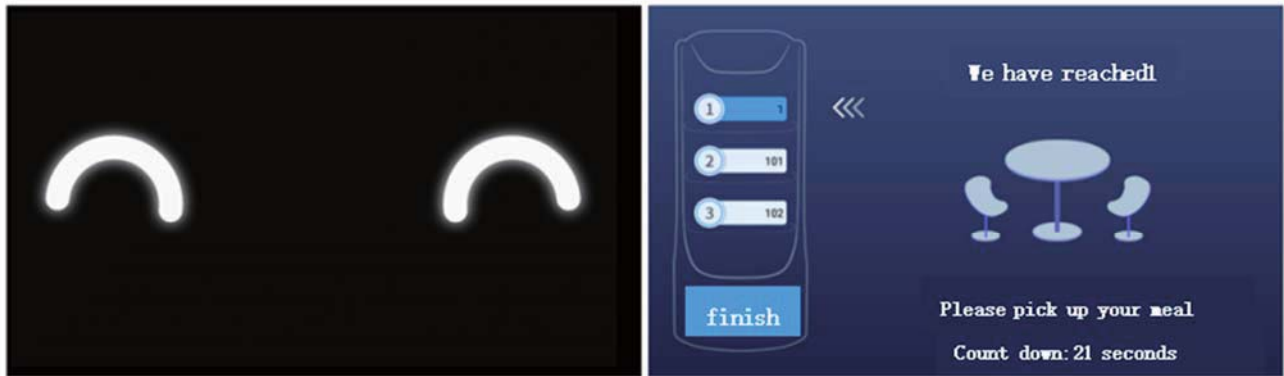 We have reached1
1 1
2 101
3 102
finish
Please pick up your meal
Count down:21 seconds